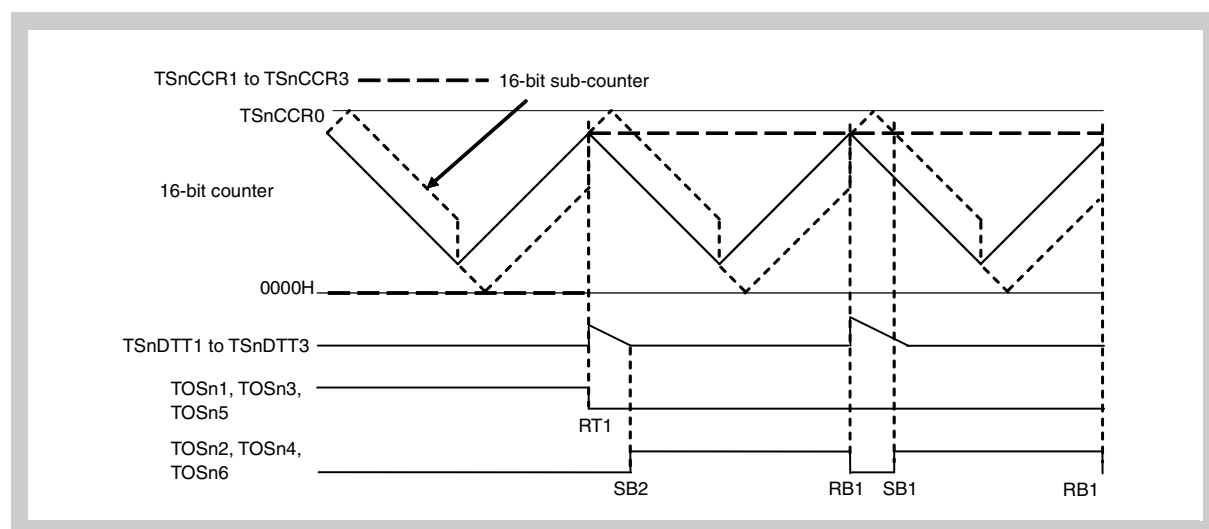 TSnCCR1 to TSnCCR3
16-bit sub-counter
TSnCCR0
16-bit counter
0000H
TSnDTT1 to TSnDTT3
TOSn1, TOSn3,
TOSn5
RT1
TOSn2, TOSn4,
TOSn6
SB2
RB1
SB1
RB1